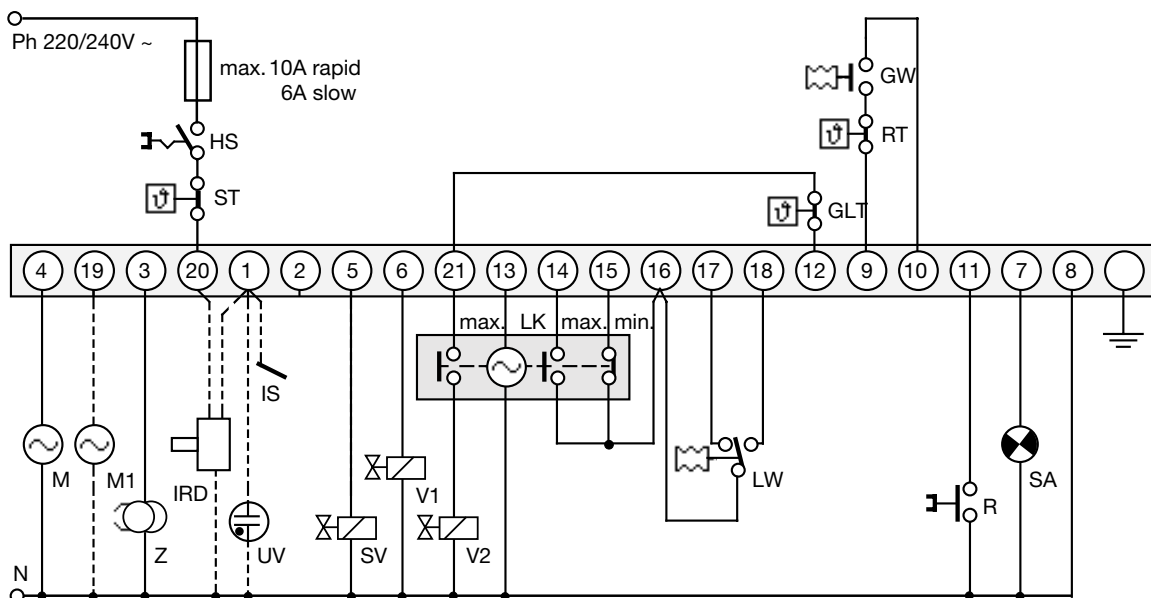 Ph 220/240V ~
max. 10A rapid
6A slow
HS
ST
GW
RT
GLT
ϑ
ϑ
ϑ
4 19 3 20 1 2 5 6 21 13 14 15 16 17 18 12 9 10 11 7 8
max. LK max. min.
IS
M
M1
IRD
Z
UV
SV
V1
V2
LW
R
SA
N